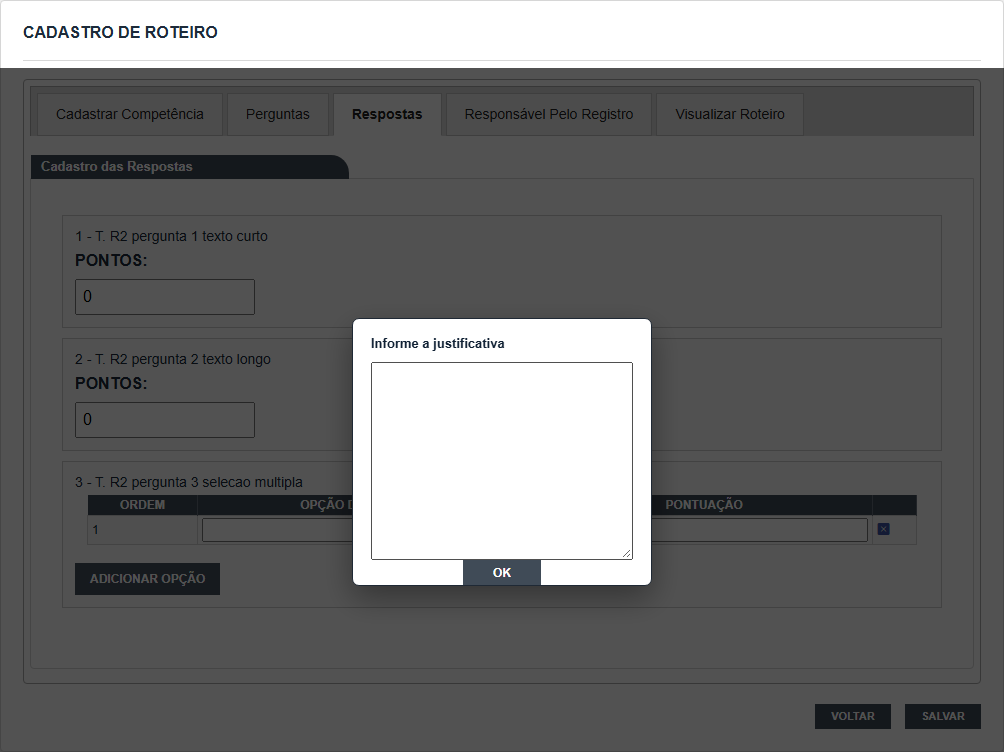 CADASTRO DE ROTEIRO
Cadastrar Competência
Perguntas
Respostas
Responsável Pelo Registro
Visualizar Roteiro
Cadastro das Respostas
1 - T. R2 pergunta 1 texto curto
PONTOS:
0
2 - T. R2 pergunta 2 texto longo
PONTOS:
0
Informe a justificativa
OK
3 - T. R2 pergunta 3 selecao multipla
ORDEM
OPÇÃO
PONTUAÇÃO
1
ADICIONAR OPÇÃO
VOLTAR
SALVAR